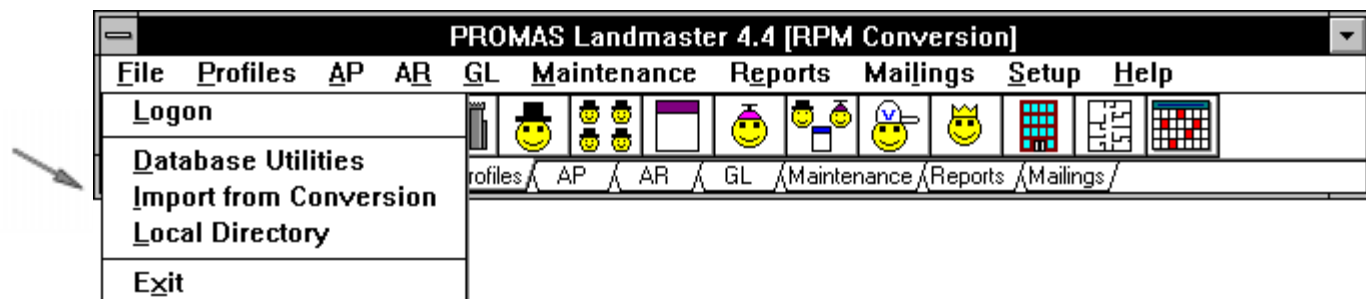 PROMAS Landmaster 4.4 [RPM Conversion]
File Profiles AP AR GL Maintenance Reports Mailings Setup Help
Logon
V
Database Utilities
rofiles AP AR GL Maintenance Reports Mailings
Import from Conversion
Local Directory
Exit